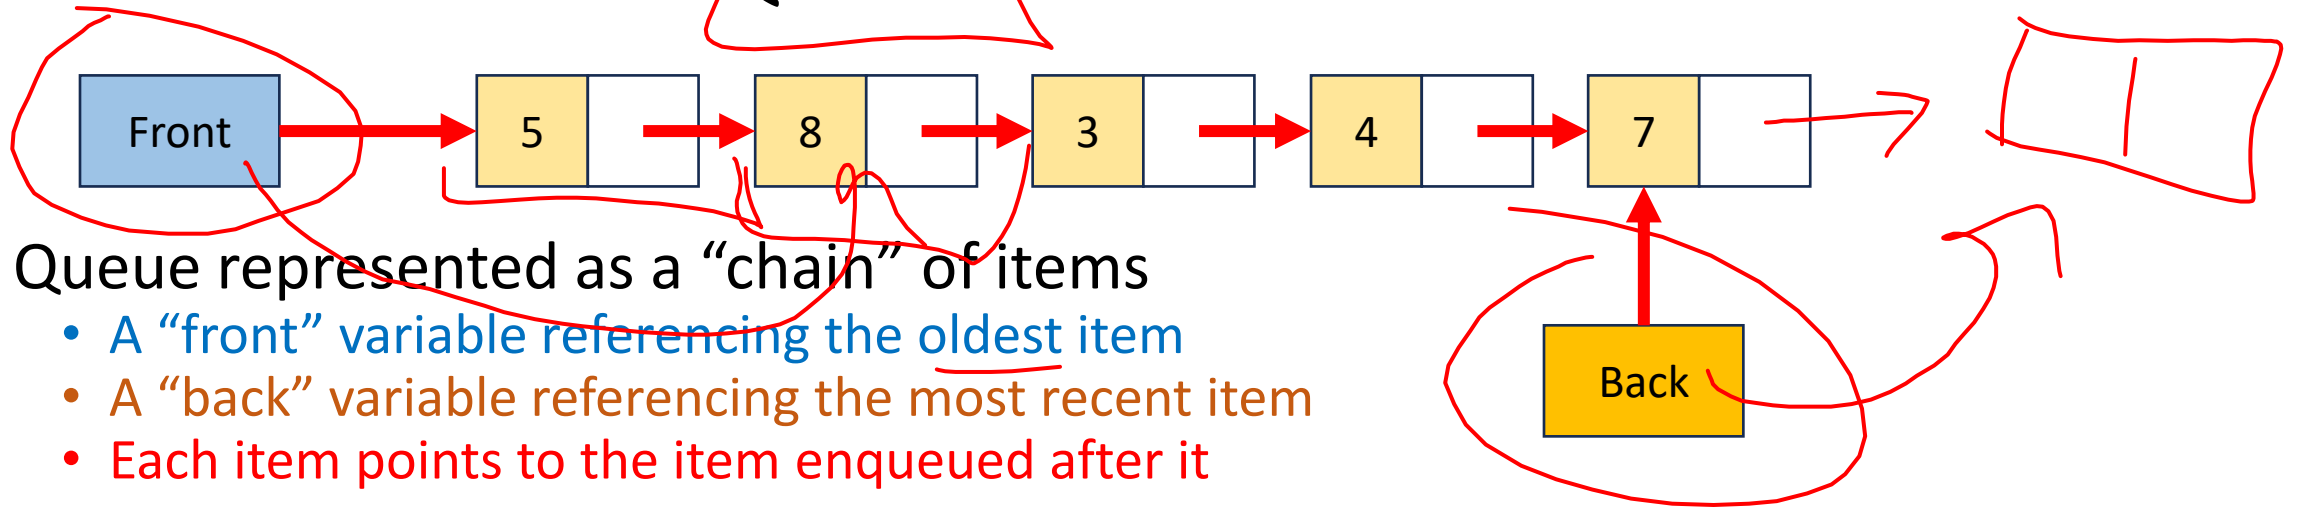 Front 5 8 3 4 7
Queue represented as a “chain” of items
• A “front” variable referencing the oldest item
• A “back” variable referencing the most recent item
• Each item points to the item enqueued after it
Back